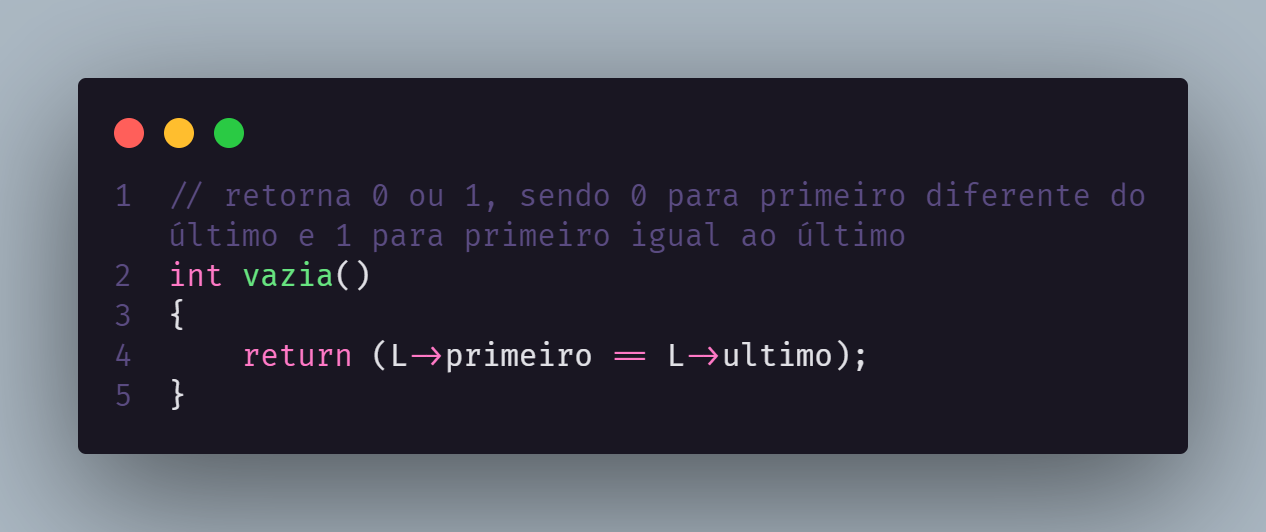 1 // retorna 0 ou 1, sendo 0 para primeiro diferente do
último e 1 para primeiro igual ao último
2 int vazia()
3 {
4     return (L->primeiro == L->ultimo);
5 }